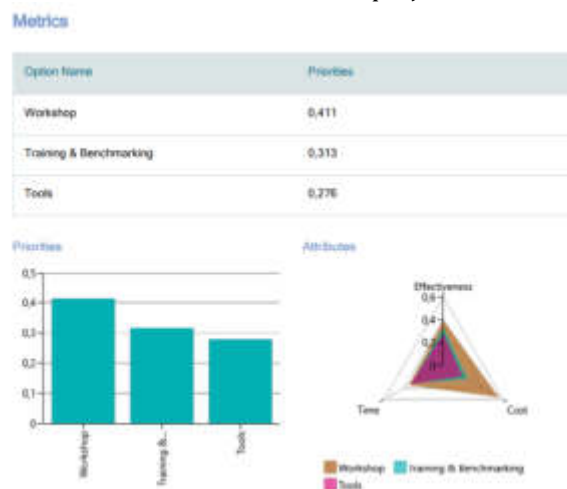 Metrics
Option Name Priorities
Workshop 0,411
Training & Benchmarking 0,313
Tools 0,276
Priorities Attributes
0,5
0,4
0,3
0,2
0,1
0
Workshop
Training &...
Tools
Effectiveness
0,6
0,4
0,2
0
Time Cost
Workshop Training & Benchmarking
Tools